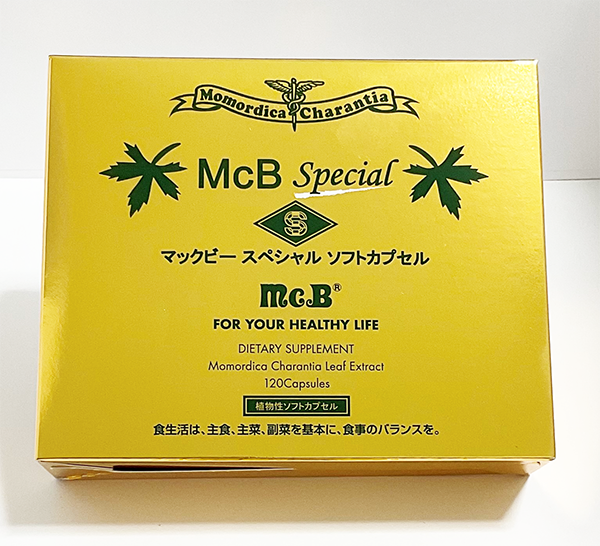 Momordica Charantia
McB Special
S
マックビー スペシャル ソフトカプセル
mc.B®
FOR YOUR HEALTHY LIFE
DIETARY SUPPLEMENT
Momordica Charantia Leaf Extract
120Capsules
植物性ソフトカプセル
食生活は、主食、主菜、副菜を基本に、食事のバランスを。